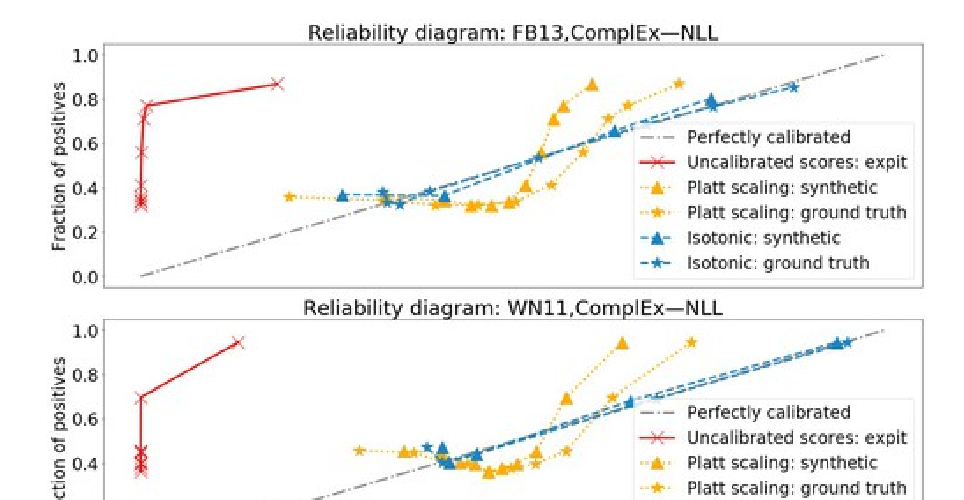 Reliability diagram: FB13,ComplEx—NLL
Fraction of positives
1.0
0.8
0.6
0.4
0.2
0.0
Perfectly calibrated
Uncalibrated scores: expit
Platt scaling: synthetic
Platt scaling: ground truth
Isotonic: synthetic
Isotonic: ground truth
Reliability diagram: WN11,ComplEx—NLL
ction of positives
1.0
0.8
0.6
0.4
Perfectly calibrated
Uncalibrated scores: expit
Platt scaling: synthetic
Platt scaling: ground truth